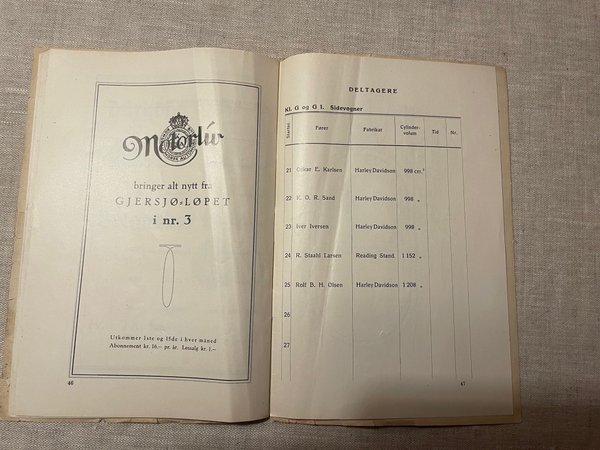 Motorliv
bringer alt nytt fra
GJERSJØ-LØPET
i nr. 3
Utkommer 1ste og 15de i hver måned
Abonnement kr. 16,– pr. år. Løssalg kr. 1,–
46
DELTAGERE
Kl. G og G 1. Sidevogner
Startnr. Fører Fabrikat Cylinder-volum Tid Nr.
21 Oskar E. Karlsen Harley Davidson 998 cm.³
22 K. O. R. Sand Harley Davidson 998 „
23 Iver Iversen Harley Davidson 998 „
24 R. Staahl Larsen Reading Stand. 1 152 „
25 Rolf B. H. Olsen Harley Davidson 1 208 „
26
27
47